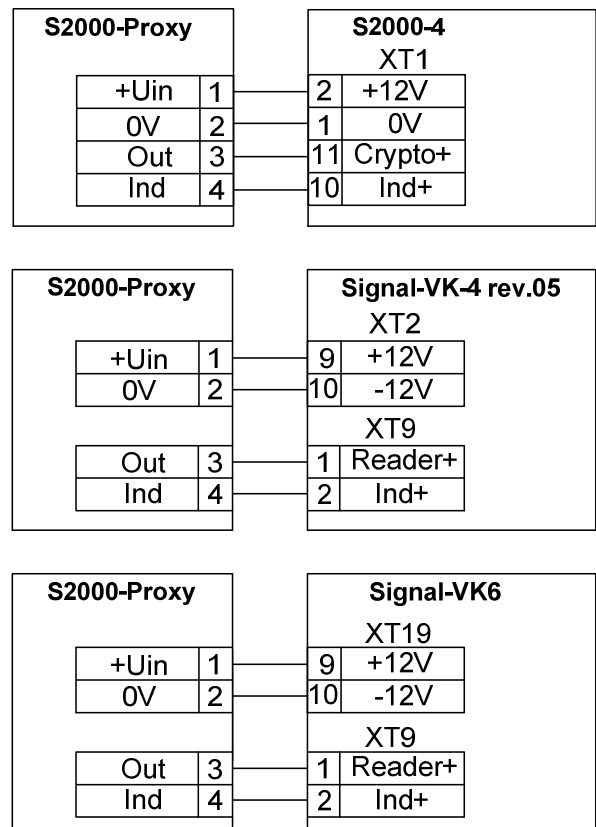 S2000-Proxy S2000-4
XT1
+Uin 1 2 +12V
0V 2 1 0V
Out 3 11 Crypto+
Ind 4 10 Ind+
S2000-Proxy Signal-VK-4 rev.05
XT2
+Uin 1 9 +12V
0V 2 10 -12V
XT9
Out 3 1 Reader+
Ind 4 2 Ind+
S2000-Proxy Signal-VK6
XT19
+Uin 1 9 +12V
0V 2 10 -12V
XT9
Out 3 1 Reader+
Ind 4 2 Ind+